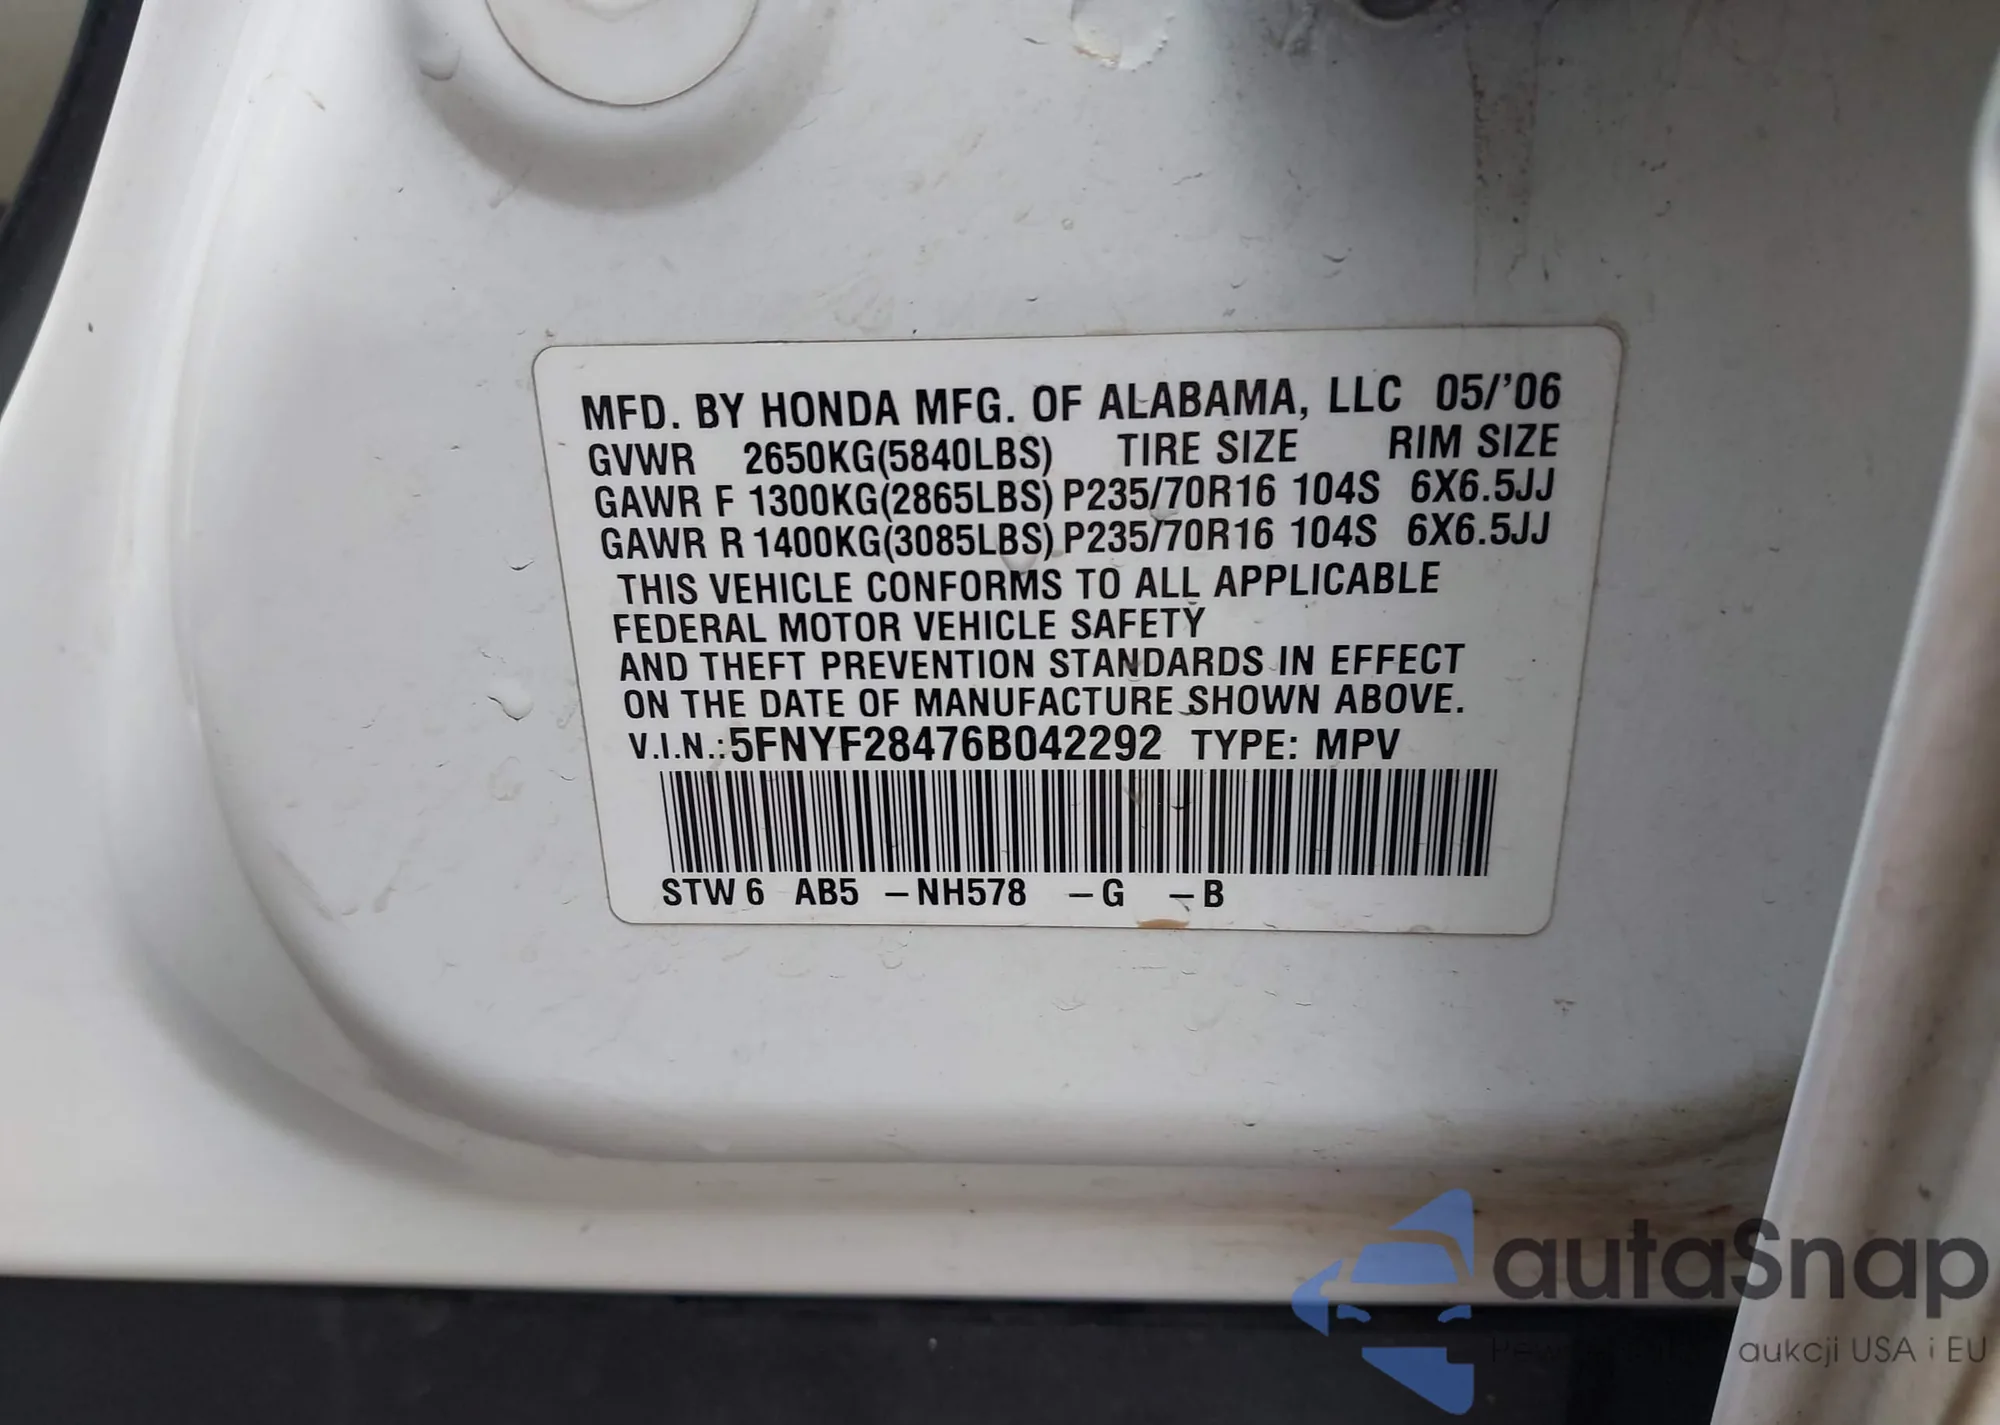 MFD. BY HONDA MFG. OF ALABAMA, LLC 05/'06
GVWR 2650KG(5840LBS) TIRE SIZE RIM SIZE
GAWR F 1300KG(2865LBS) P235/70R16 104S 6X6.5JJ
GAWR R 1400KG(3085LBS) P235/70R16 104S 6X6.5JJ
THIS VEHICLE CONFORMS TO ALL APPLICABLE
FEDERAL MOTOR VEHICLE SAFETY
AND THEFT PREVENTION STANDARDS IN EFFECT
ON THE DATE OF MANUFACTURE SHOWN ABOVE.
V.I.N.:5FNYF28476B042292 TYPE: MPV
STW 6 AB5 –NH578 –G –B
autaSnap
aukcji USA i EU